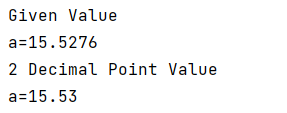 Given Value
a=15.5276
2 Decimal Point Value
a=15.53